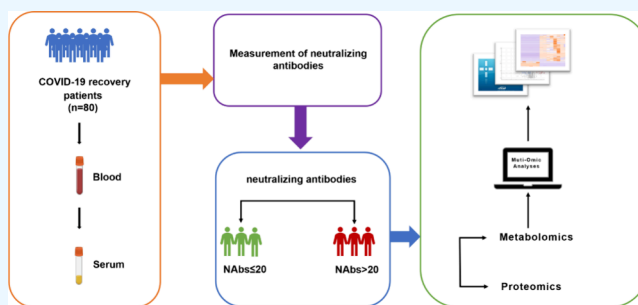 COVID-19 recovery
patients
(n=80)
Blood
Serum
Measurement of neutralizing
antibodies
neutralizing antibodies
NAbs≤20
NAbs>20
Muti-Omic
Analyses
Metabolomics
Proteomics